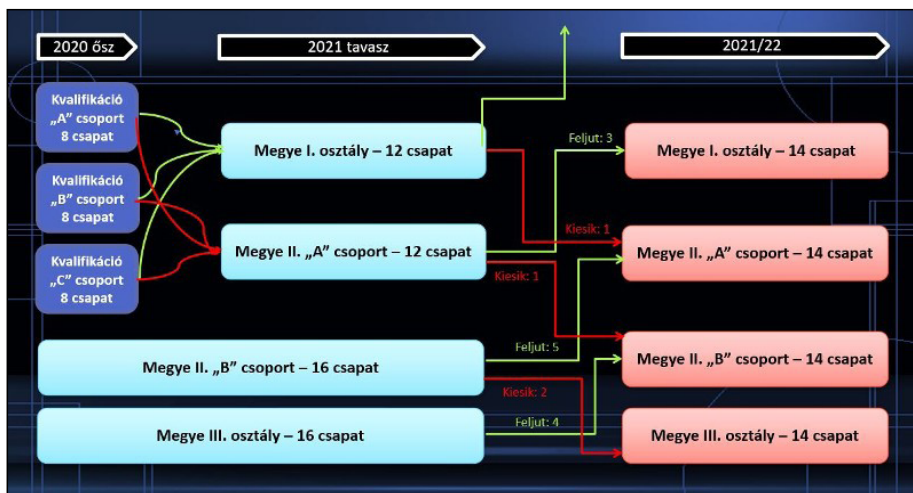 2020 ősz
2021 tavasz
2021/22
Kvalifikáció
„A” csoport
8 csapat
Kvalifikáció
„B” csoport
8 csapat
Kvalifikáció
„C” csoport
8 csapat
Megye I. osztály – 12 csapat
Megye II. „A” csoport – 12 csapat
Megye II. „B” csoport – 16 csapat
Megye III. osztály – 16 csapat
Feljut: 3
Kiesik: 1
Kiesik: 1
Feljut: 5
Kiesik: 2
Feljut: 4
Megye I. osztály – 14 csapat
Megye II. „A” csoport – 14 csapat
Megye II. „B” csoport – 14 csapat
Megye III. osztály – 14 csapat